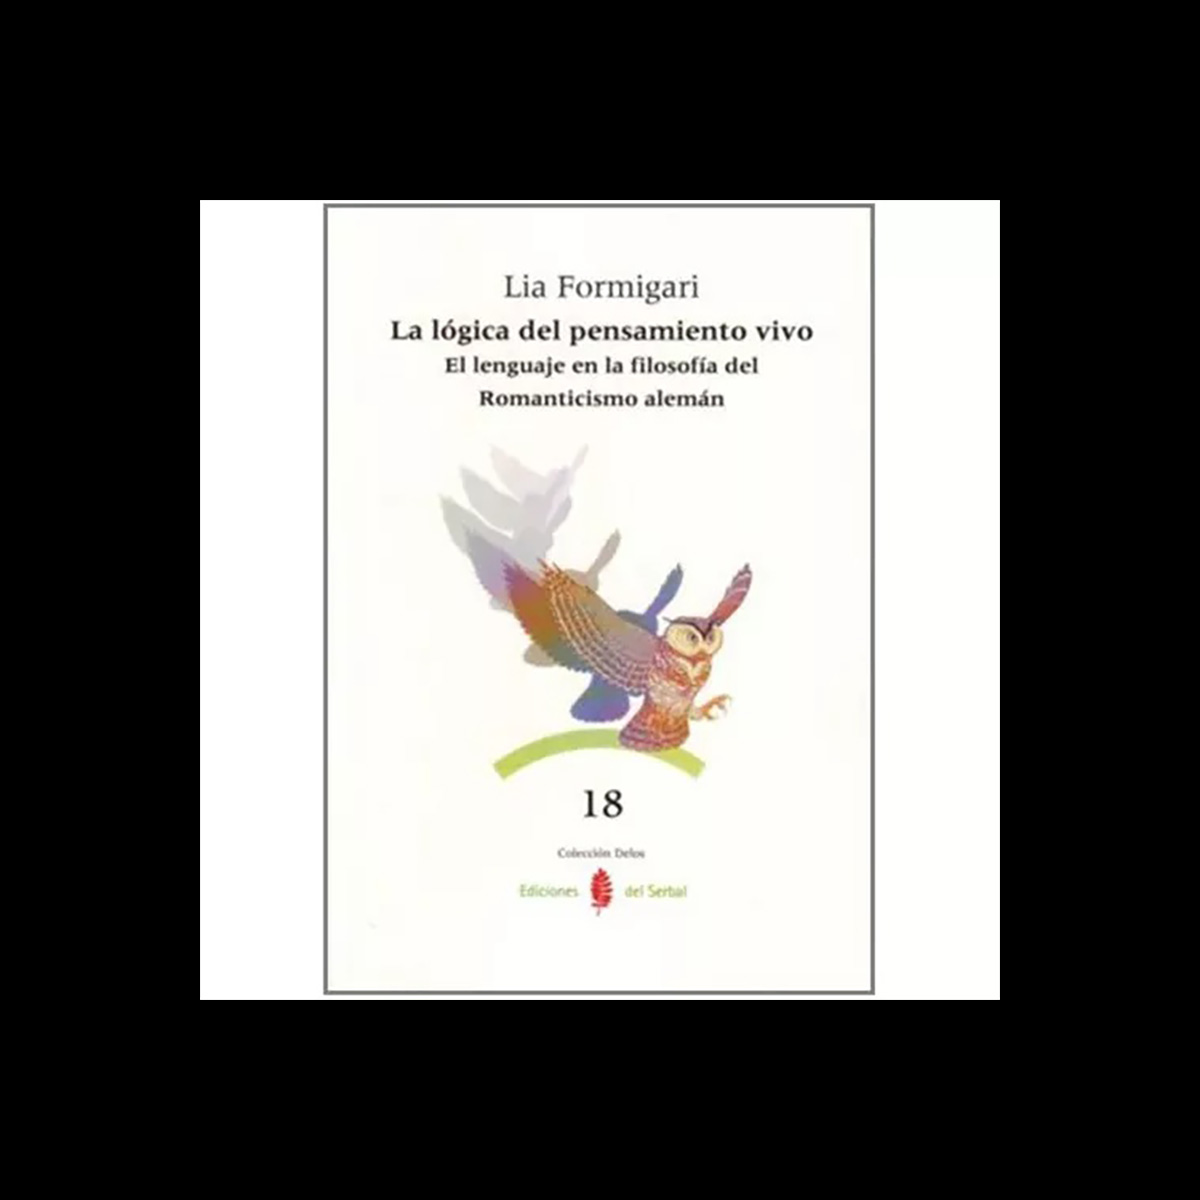 Lia Formigari
La lógica del pensamiento vivo
El lenguaje en la filosofía del
Romanticismo alemán
18
Colección Delos
Ediciones del Serbal